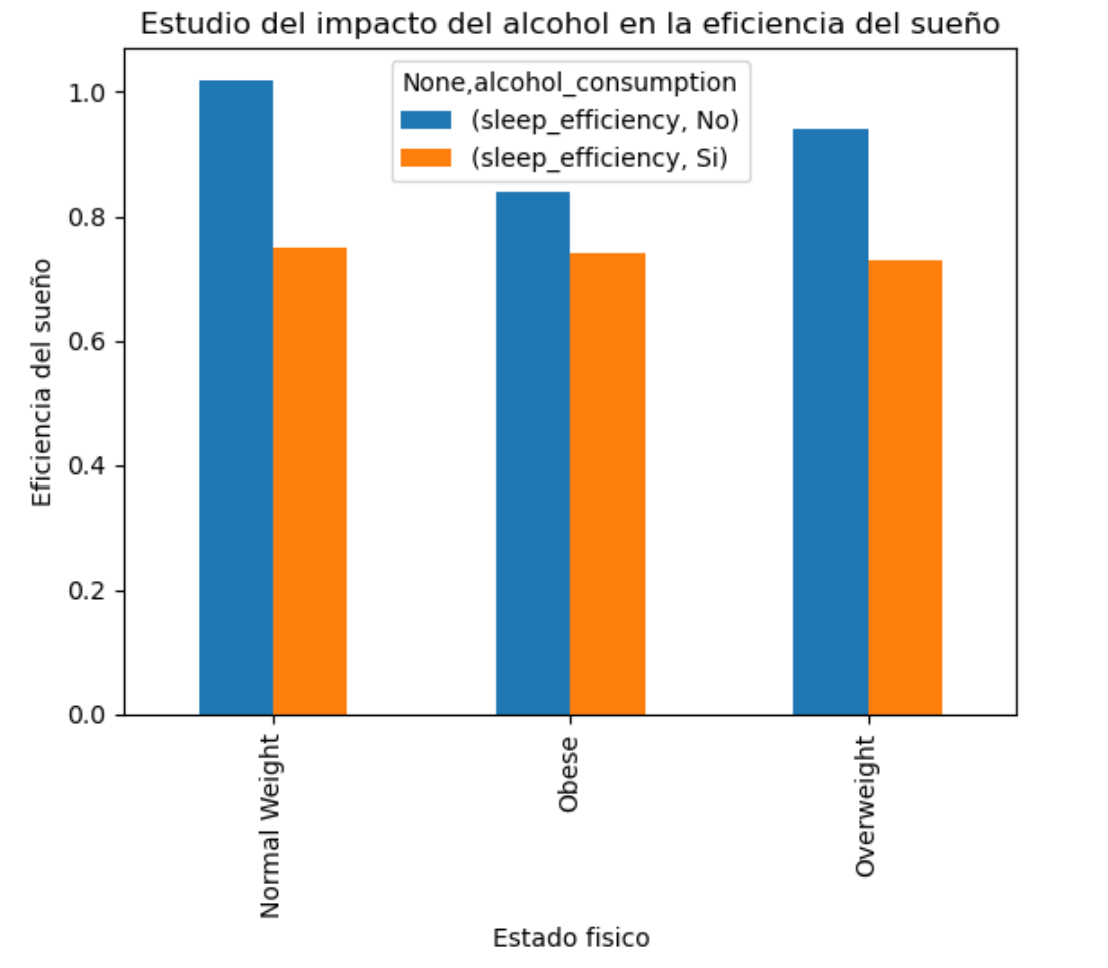 Estudio del impacto del alcohol en la eficiencia del sueño
None,alcohol_consumption
(sleep_efficiency, No)
(sleep_efficiency, Si)
Eficiencia del sueño
1.0
0.8
0.6
0.4
0.2
0.0
Normal Weight
Obese
Overweight
Estado fisico